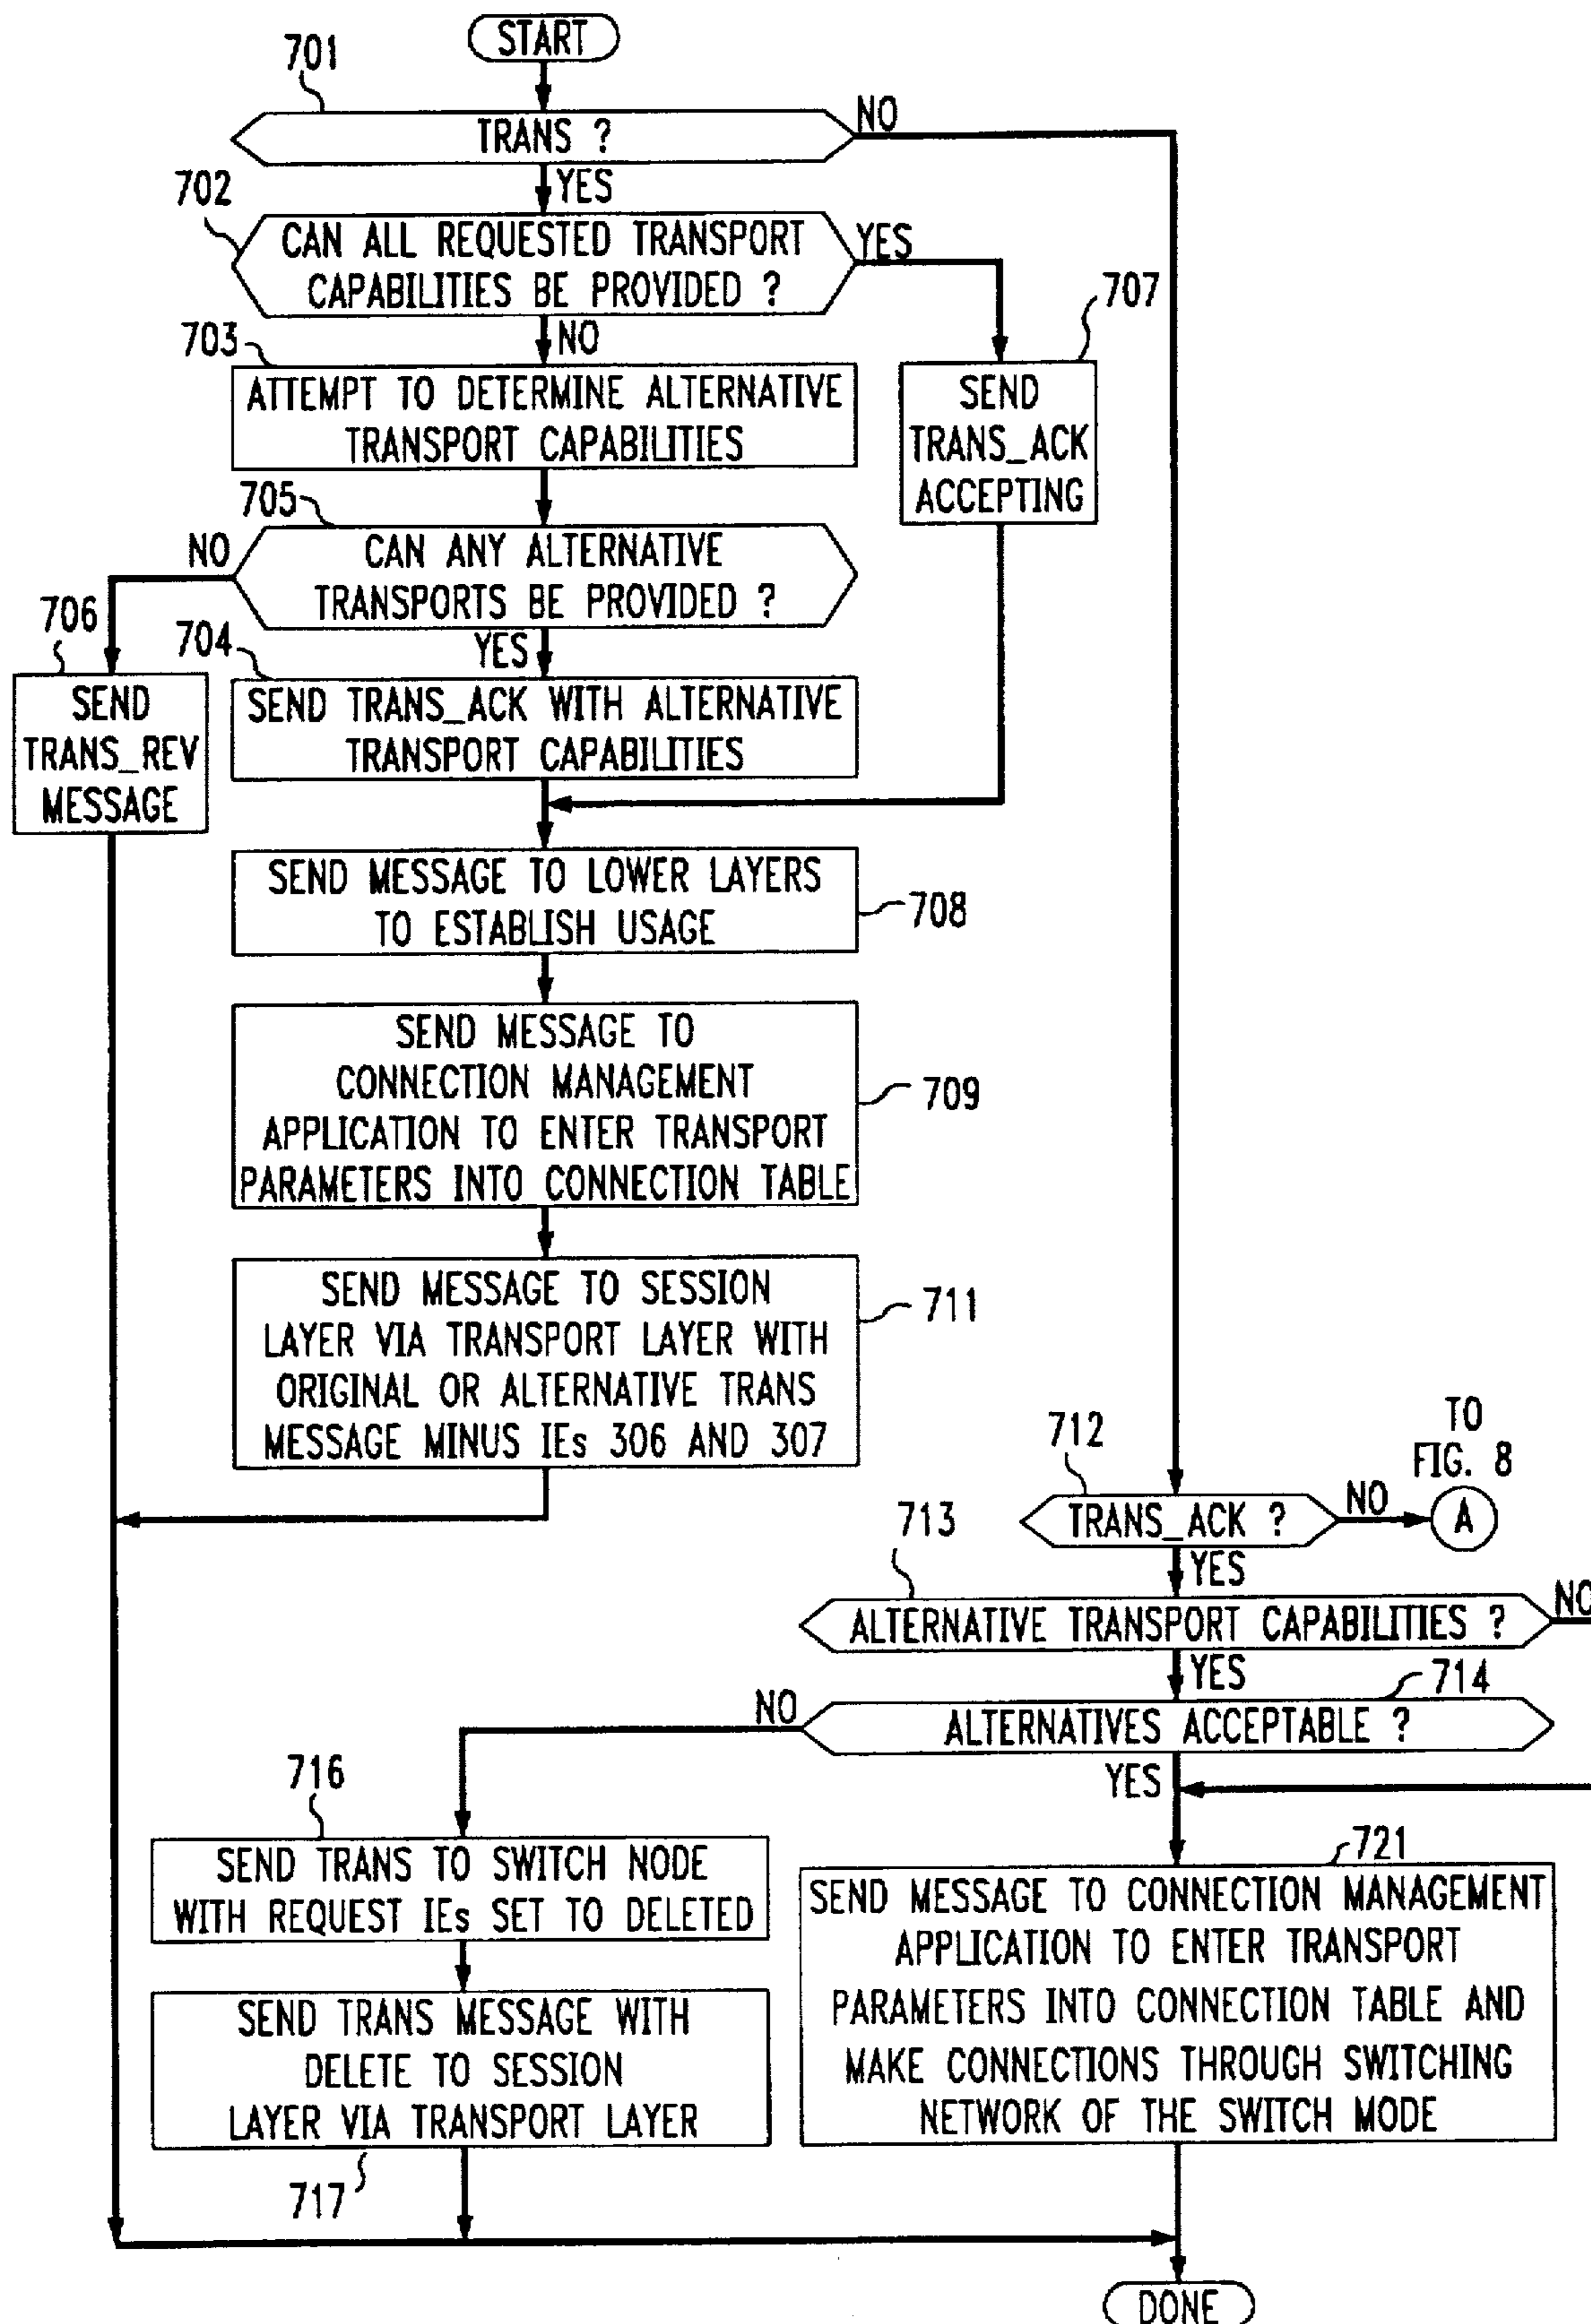 START
701
TRANS ?
NO
YES
702
CAN ALL REQUESTED TRANSPORT
CAPABILITIES BE PROVIDED ?
YES
707
NO
703
ATTEMPT TO DETERMINE ALTERNATIVE
TRANSPORT CAPABILITIES
SEND
TRANS_ACK
ACCEPTING
705
NO
CAN ANY ALTERNATIVE
TRANSPORTS BE PROVIDED ?
706
704
YES
SEND
TRANS_REV
MESSAGE
SEND TRANS_ACK WITH ALTERNATIVE
TRANSPORT CAPABILITIES
SEND MESSAGE TO LOWER LAYERS
TO ESTABLISH USAGE
708
SEND MESSAGE TO
CONNECTION MANAGEMENT
APPLICATION TO ENTER TRANSPORT
PARAMETERS INTO CONNECTION TABLE
709
SEND MESSAGE TO SESSION
LAYER VIA TRANSPORT LAYER WITH
ORIGINAL OR ALTERNATIVE TRANS
MESSAGE MINUS IEs 306 AND 307
711
712
TO
FIG. 8
TRANS_ACK ?
NO
A
713
YES
ALTERNATIVE TRANSPORT CAPABILITIES ?
NO
YES
714
NO
ALTERNATIVES ACCEPTABLE ?
YES
716
SEND TRANS TO SWITCH NODE
WITH REQUEST IEs SET TO DELETED
721
SEND MESSAGE TO CONNECTION MANAGEMENT
APPLICATION TO ENTER TRANSPORT
PARAMETERS INTO CONNECTION TABLE AND
MAKE CONNECTIONS THROUGH SWITCHING
NETWORK OF THE SWITCH MODE
SEND TRANS MESSAGE WITH
DELETE TO SESSION
LAYER VIA TRANSPORT LAYER
717
DONE